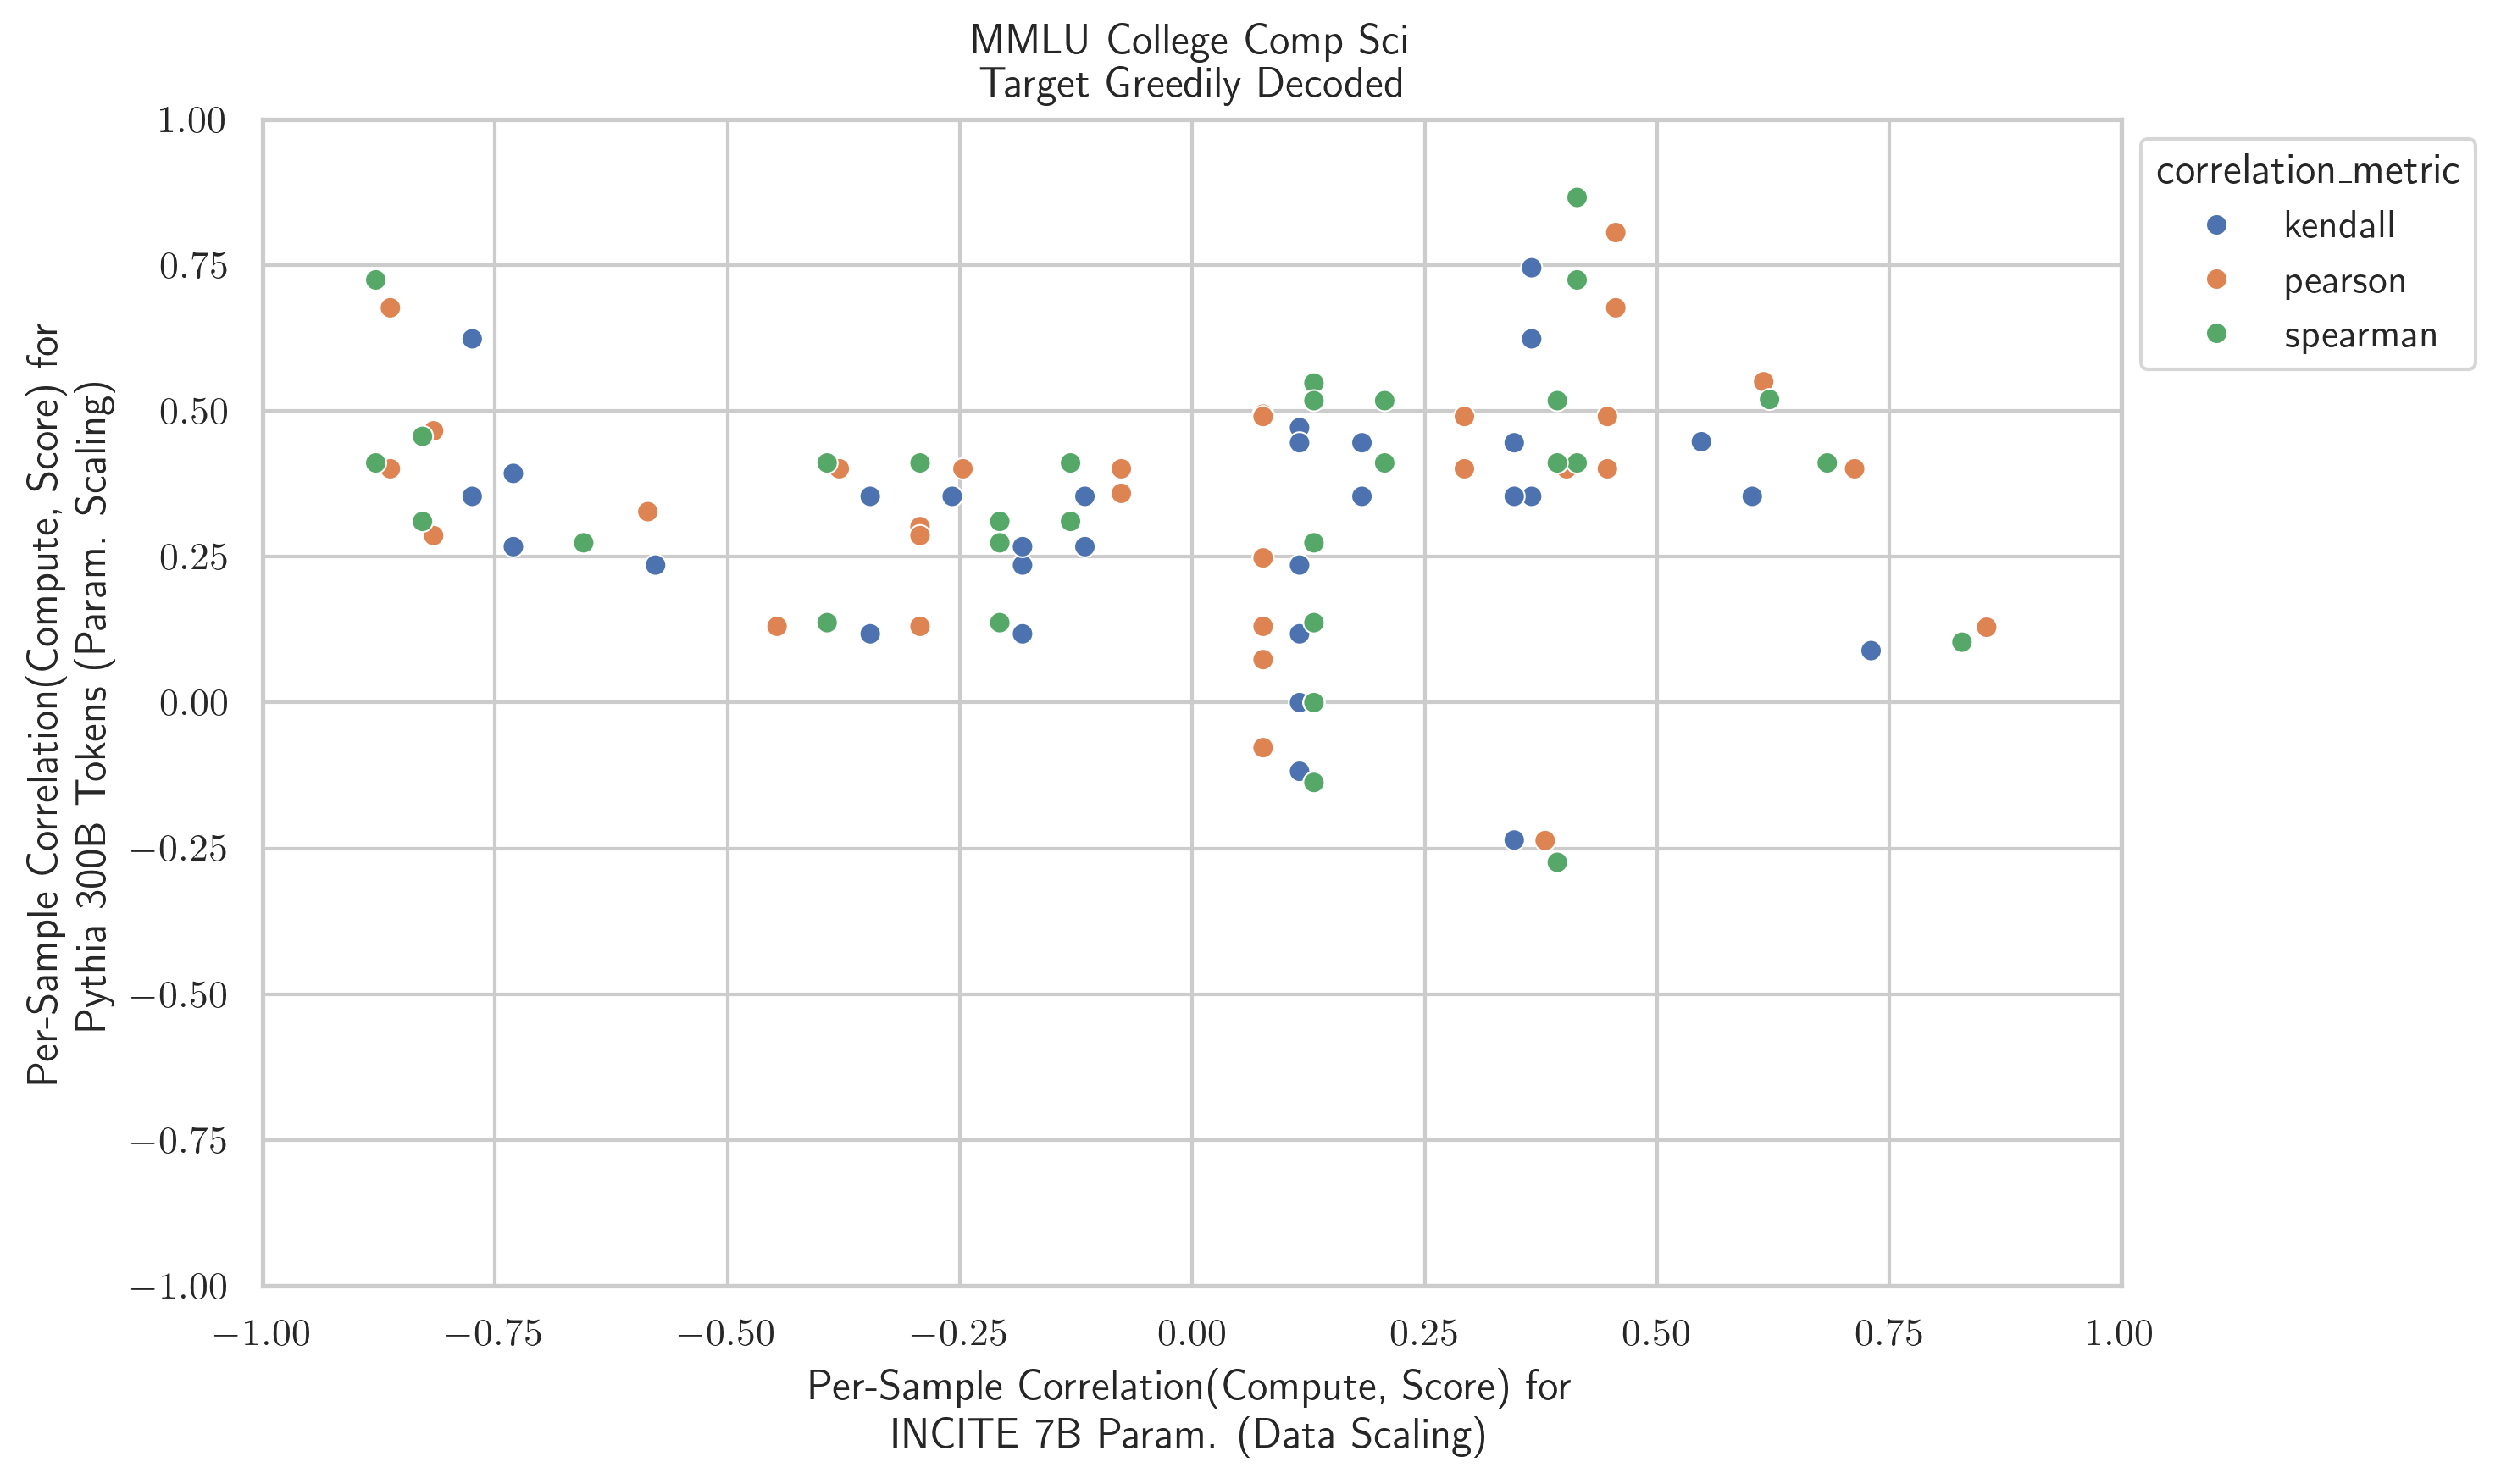 MMLU College Comp Sci
Target Greedily Decoded
1.00
0.75
0.50
0.25
0.00
−0.25
−0.50
−0.75
−1.00
Per-Sample Correlation(Compute, Score) for
Pythia 300B Tokens (Param. Scaling)
correlation_metric
kendall
pearson
spearman
−1.00
−0.75
−0.50
−0.25
0.00
0.25
0.50
0.75
1.00
Per-Sample Correlation(Compute, Score) for
INCITE 7B Param. (Data Scaling)